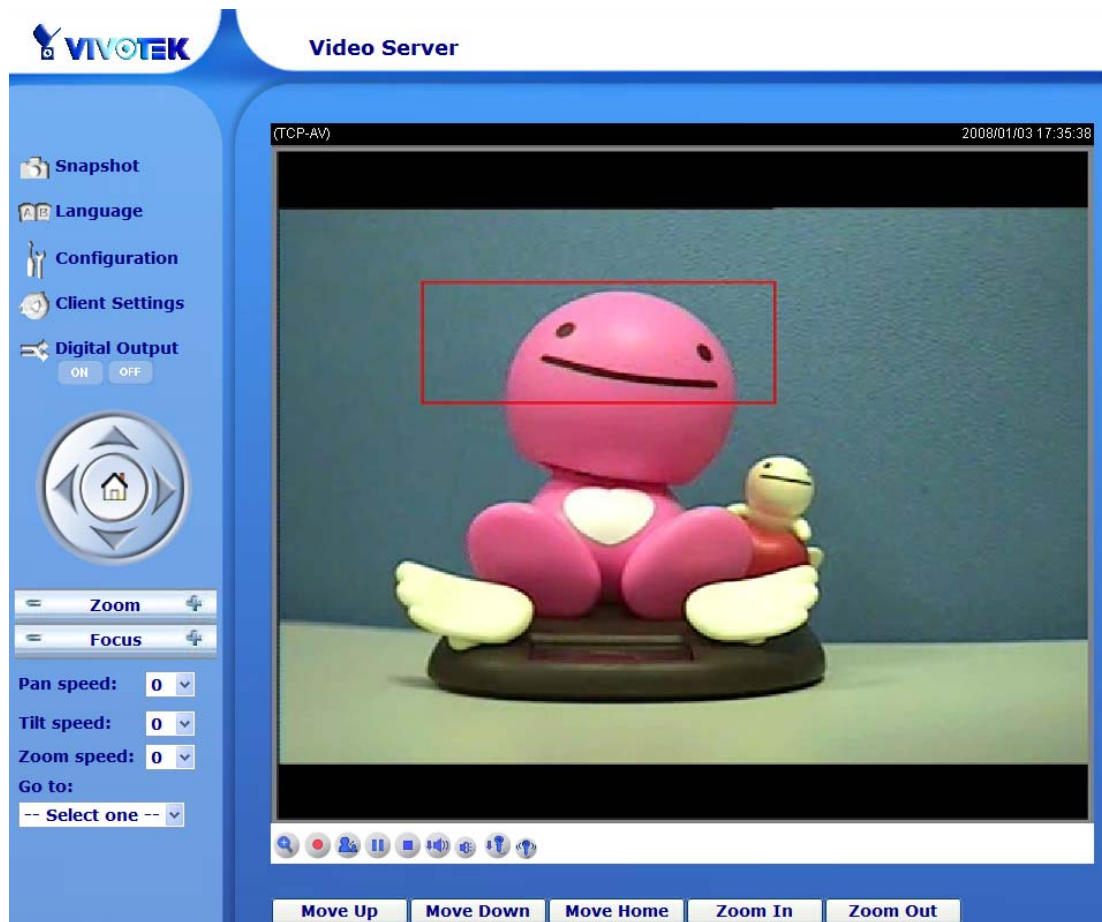 VIVOTEK
Video Server
(TCP-AV) 2008/01/03 17:35:38
Snapshot
AB Language
Configuration
Client Settings
Digital Output
ON OFF
Zoom
Focus
Pan speed: 0
Tilt speed: 0
Zoom speed: 0
Go to:
-- Select one --
Move Up Move Down Move Home Zoom In Zoom Out